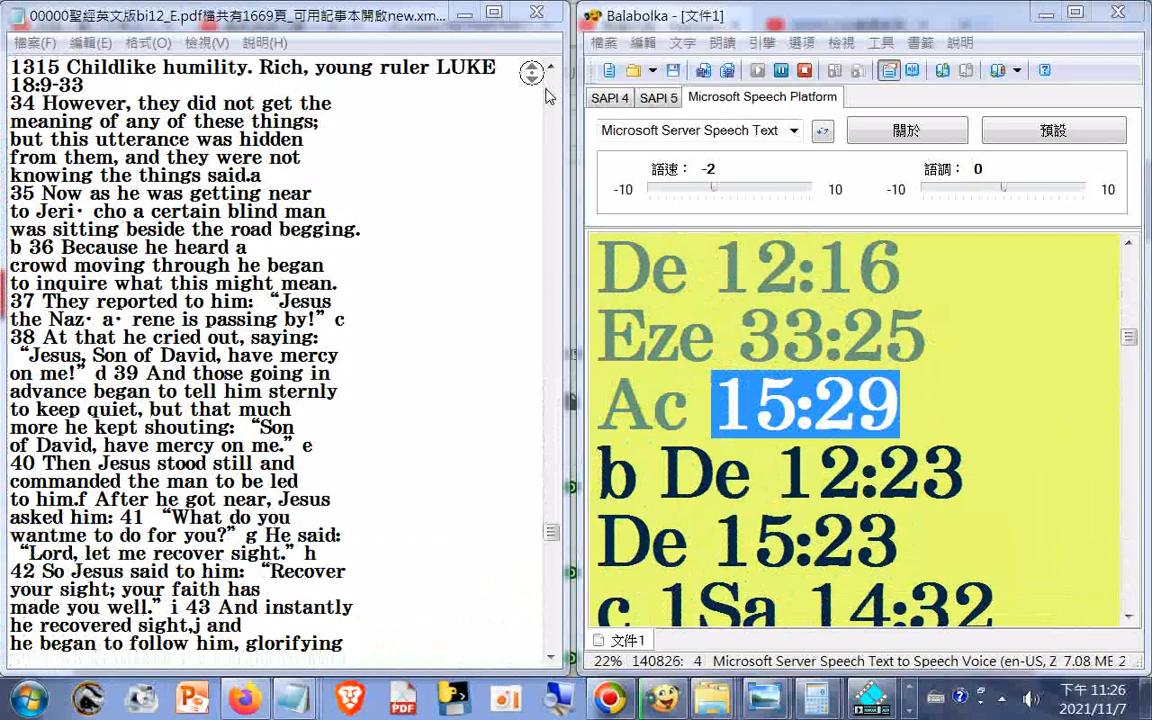 00000聖經英文版bi12_E.pdf檔共有1669頁_可用記事本開啟new.xm...
檔案(F) 編輯(E) 格式(O) 檢視(V) 說明(H)
1315 Childlike humility. Rich, young ruler LUKE
18:9-33
34 However, they did not get the
meaning of any of these things;
but this utterance was hidden
from them, and they were not
knowing the things said.a
35 Now as he was getting near
to Jeri· cho a certain blind man
was sitting beside the road begging.
b 36 Because he heard a
crowd moving through he began
to inquire what this might mean.
37 They reported to him: “Jesus
the Naz· a· rene is passing by!” c
38 At that he cried out, saying:
“Jesus, Son of David, have mercy
on me!” d 39 And those going in
advance began to tell him sternly
to keep quiet, but that much
more he kept shouting: “Son
of David, have mercy on me.” e
40 Then Jesus stood still and
commanded the man to be led
to him.f After he got near, Jesus
asked him: 41 “What do you
wantme to do for you?” g He said:
“Lord, let me recover sight.” h
42 So Jesus said to him: “Recover
your sight; your faith has
made you well.” i 43 And instantly
he recovered sight,j and
he began to follow him, glorifying
Balabolka - [文件1]
檔案 編輯 文字 朗讀 引擎 選項 檢視 工具 書籤 說明
SAPI 4 SAPI 5 Microsoft Speech Platform
Microsoft Server Speech Text 關於 預設
語速： -2 語調： 0
-10 10 -10 10
De 12:16
Eze 33:25
Ac 15:29
b De 12:23
De 15:23
c 1Sa 14:32
文件1
22% 140826: 4 Microsoft Server Speech Text to Speech Voice (en-US, Z 7.08 MB 2
PDF
下午 11:26
2021/11/7